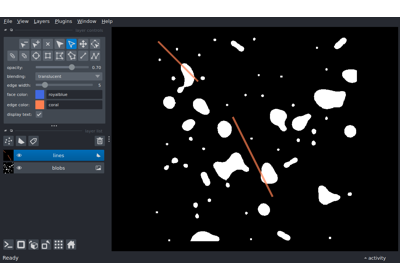 File View Layers Plugins Window Help
opacity: 0.70
blending: translucent
edge width: 5
face color: royalblue
edge color: coral
display text: ✓
lines
blobs
Ready
activity